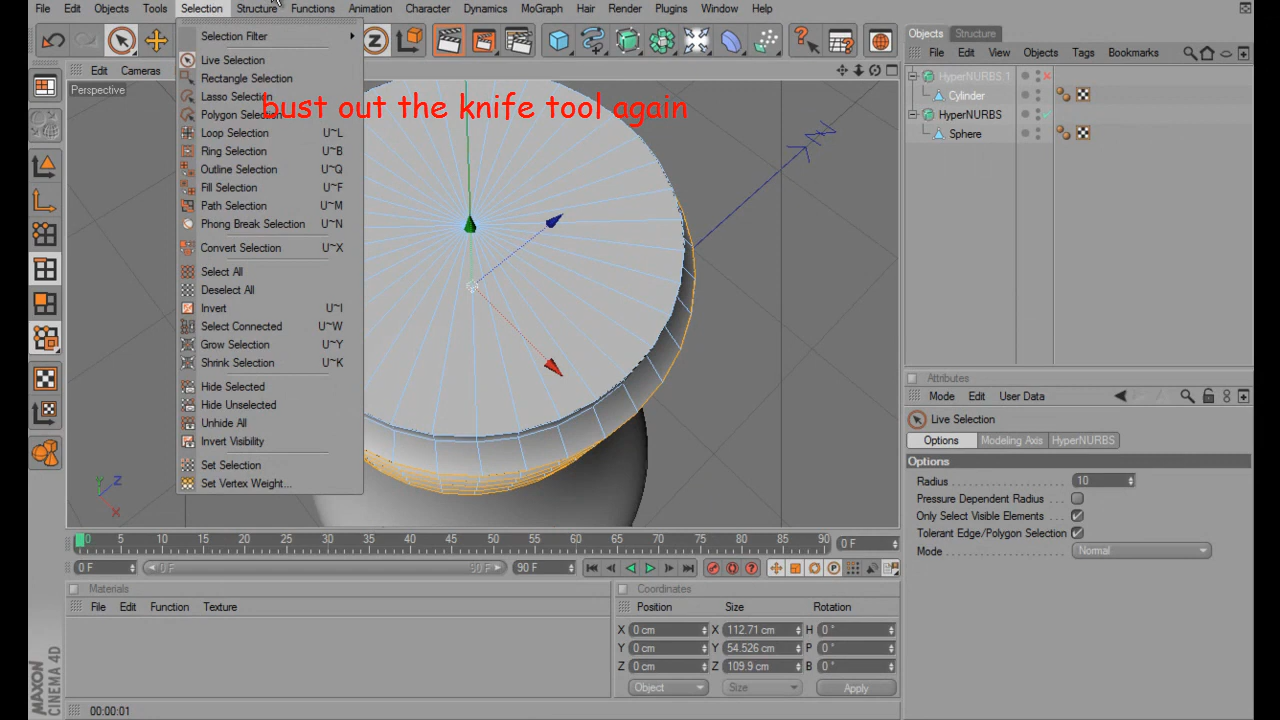 File Edit Objects Tools Selection Structure Functions Animation Character Dynamics MoGraph Hair Render Plugins Window Help
Edit Cameras
Perspective
bust out the knife tool again
Selection Filter
Live Selection
Rectangle Selection
Lasso Selection
Polygon Selection
Loop Selection U~L
Ring Selection U~B
Outline Selection U~Q
Fill Selection U~F
Path Selection U~M
Phong Break Selection U~N
Convert Selection U~X
Select All
Deselect All
Invert U~I
Select Connected U~W
Grow Selection U~Y
Shrink Selection U~K
Hide Selected
Hide Unselected
Unhide All
Invert Visibility
Set Selection
Set Vertex Weight...
Y Z X
Objects Structure
File Edit View Objects Tags Bookmarks
HyperNURBS.1
Cylinder
HyperNURBS
Sphere
Attributes
Mode Edit User Data
Live Selection
Options Modeling Axis HyperNURBS
Options
Radius 10
Pressure Dependent Radius
Only Select Visible Elements
Tolerant Edge/Polygon Selection
Mode Normal
0 5 10 15 20 25 30 35 40 45 50 55 60 65 70 75 80 85 90 0 F
0 F 0 F 90 F 90 F
Materials
File Edit Function Texture
Coordinates
Position Size Rotation
X 0 cm X 112.71 cm H 0 °
Y 0 cm Y 54.526 cm P 0 °
Z 0 cm Z 109.9 cm B 0 °
Object Size Apply
MAXON
CINEMA 4D
00:00:01